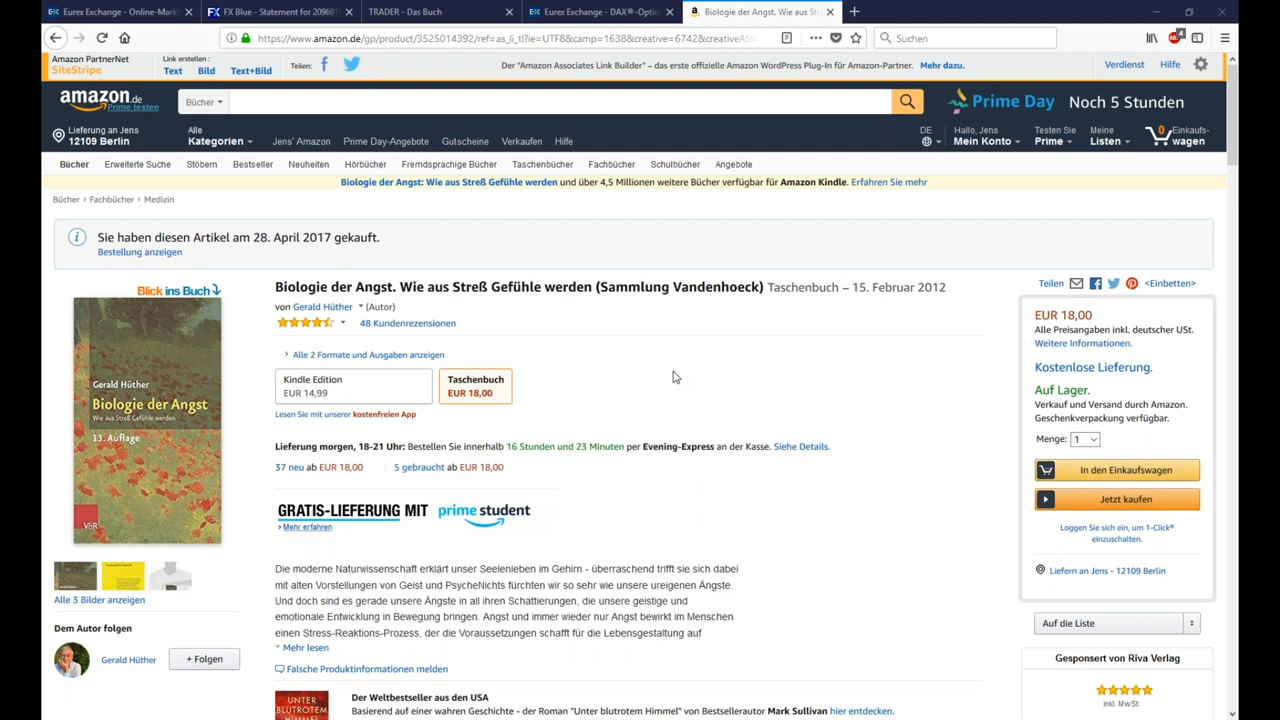 Eurex Exchange - Online-Markt
FX Blue - Statement for 209681
TRADER - Das Buch
Eurex Exchange - DAX®-Optio
Biologie der Angst. Wie aus Str
https://www.amazon.de/gp/product/3525014392/ref=as_li_tl?ie=UTF8&camp=1638&creative=6742&creativeAS
Suchen
Amazon PartnerNet
SiteStripe
Link erstellen :
Text Bild Text+Bild
Teilen:
Der "Amazon Associates Link Builder" – das erste offizielle Amazon WordPress Plug-In für Amazon-Partner. Mehr dazu.
Verdienst Hilfe
amazon.de
Prime testen
Bücher
Prime Day Noch 5 Stunden
Lieferung an Jens
12109 Berlin
Alle
Kategorien
Jens' Amazon Prime Day-Angebote Gutscheine Verkaufen Hilfe
DE
Hallo, Jens
Mein Konto
Testen Sie
Prime
Meine
Listen
0
Einkaufs-
wagen
Bücher Erweiterte Suche Stöbern Bestseller Neuheiten Hörbücher Fremdsprachige Bücher Taschenbücher Fachbücher Schulbücher Angebote
Biologie der Angst: Wie aus Streß Gefühle werden und über 4,5 Millionen weitere Bücher verfügbar für Amazon Kindle. Erfahren Sie mehr
Bücher › Fachbücher › Medizin
Sie haben diesen Artikel am 28. April 2017 gekauft.
Bestellung anzeigen
Blick ins Buch
Gerald Hüther
Biologie der Angst
Wie aus Streß Gefühle werden
13. Auflage
V&R
Alle 3 Bilder anzeigen
Dem Autor folgen
Gerald Hüther
+ Folgen
Biologie der Angst. Wie aus Streß Gefühle werden (Sammlung Vandenhoeck) Taschenbuch – 15. Februar 2012
von Gerald Hüther (Autor)
48 Kundenrezensionen
› Alle 2 Formate und Ausgaben anzeigen
Kindle Edition
EUR 14,99
Taschenbuch
EUR 18,00
Lesen Sie mit unserer kostenfreien App
Lieferung morgen, 18-21 Uhr: Bestellen Sie innerhalb 16 Stunden und 23 Minuten per Evening-Express an der Kasse. Siehe Details.
37 neu ab EUR 18,00
5 gebraucht ab EUR 18,00
GRATIS-LIEFERUNG MIT prime student
› Mehr erfahren
Die moderne Naturwissenschaft erklärt unser Seelenleben im Gehirn - überraschend trifft sie sich dabei
mit alten Vorstellungen von Geist und PsycheNichts fürchten wir so sehr wie unsere ureigenen Ängste.
Und doch sind es gerade unsere Ängste in all ihren Schattierungen, die unsere geistige und
emotionale Entwicklung in Bewegung bringen. Angst und immer wieder nur Angst bewirkt im Menschen
einen Stress-Reaktions-Prozess, der die Voraussetzungen schafft für die Lebensgestaltung auf
Mehr lesen
Falsche Produktinformationen melden
UNTER
BLUTROTEM
HIMMEL
Der Weltbestseller aus den USA
Basierend auf einer wahren Geschichte - der Roman "Unter blutrotem Himmel" von Bestsellerautor Mark Sullivan hier entdecken.
Teilen <Einbetten>
EUR 18,00
Alle Preisangaben inkl. deutscher USt.
Weitere Informationen.
Kostenlose Lieferung.
Auf Lager.
Verkauf und Versand durch Amazon.
Geschenkverpackung verfügbar.
Menge: 1
In den Einkaufswagen
Jetzt kaufen
Loggen Sie sich ein, um 1-Click®
einzuschalten.
Liefern an Jens - 12109 Berlin
Auf die Liste
Gesponsert von Riva Verlag
inkl. MwSt.